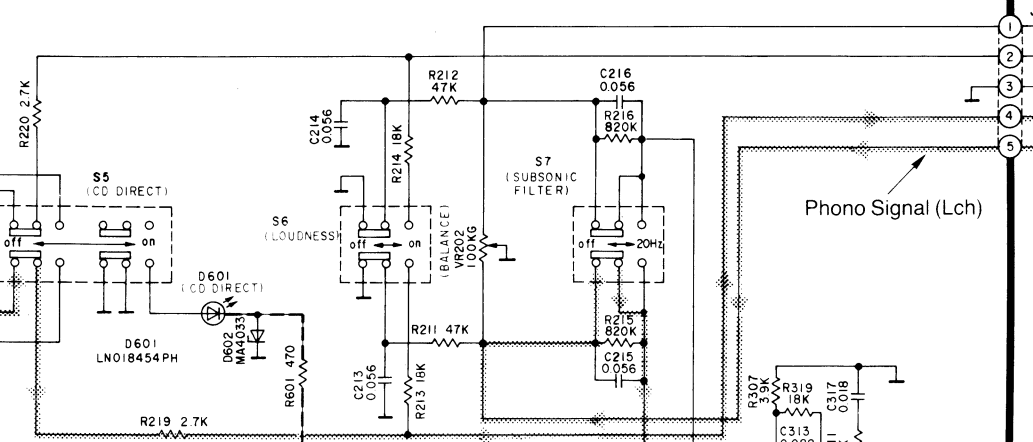 1
2
3
4
5
R220 2.7K
C214
0.056
R212
47K
R214 18K
C216
0.056
R216
820K
S5
(CD DIRECT)
off
on
S6
(LOUDNESS)
off
on
(BALANCE)
VR202
100KG
S7
(SUBSONIC
FILTER)
off
20Hz
Phono Signal (Lch)
D601
(CD DIRECT)
D602
MA4033
D601
LN018454PH
R601 470
R211 47K
C213
0.056
R213 18K
R215
820K
C215
0.056
R219 2.7K
R307
3.9K
R319
18K
C317
0.018
C313